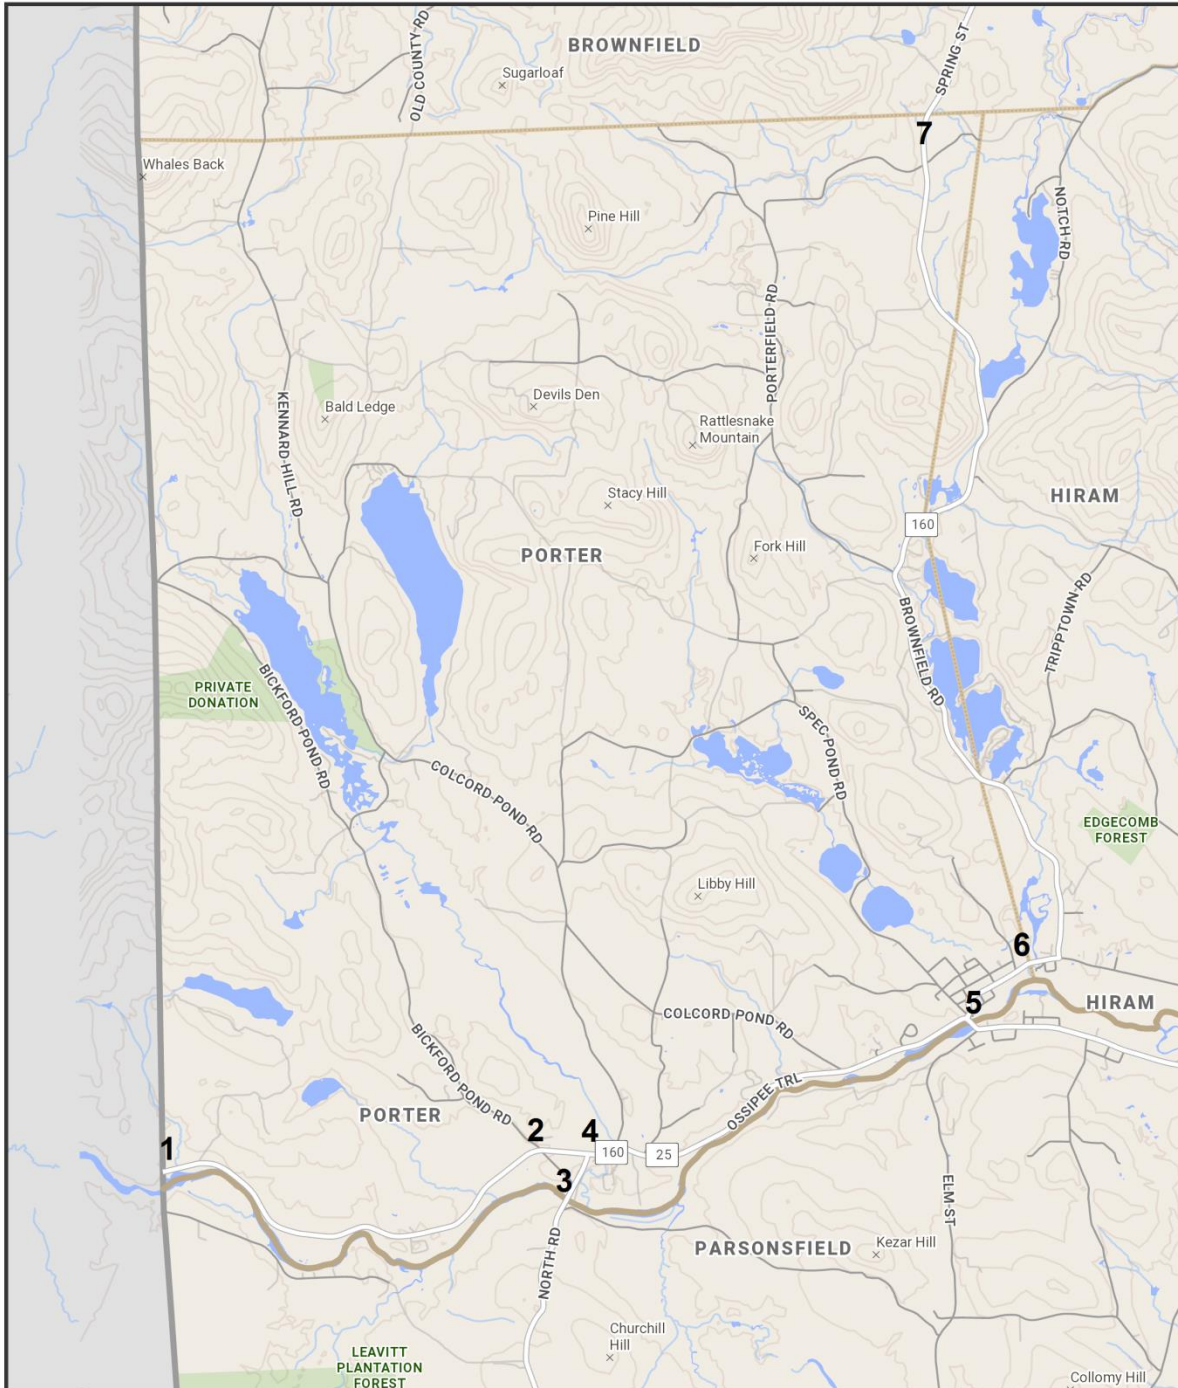 OLD COUNTY RD
BROWNFIELD
SPRING ST
Sugarloaf
7
Whales Back
NOTCH RD
Pine Hill
PORTERFIELD RD
KENNARD HILL RD
Devils Den
Bald Ledge
Rattlesnake
Mountain
Stacy Hill
HIRAM
160
PORTER
Fork Hill
BROWNFIELD RD
TRIPPTOWN RD
PRIVATE
DONATION
BICKFORD POND RD
SPEC POND RD
COLCORD POND RD
EDGECOMB
FOREST
Libby Hill
6
5
HIRAM
COLCORD POND RD
BICKFORD POND RD
OSSIPEE TRL
PORTER
1
2
4
160
25
3
ELM ST
NORTH RD
PARSONSFIELD
Kezar Hill
Churchill
Hill
LEAVITT
PLANTATION
FOREST
Collomy Hill